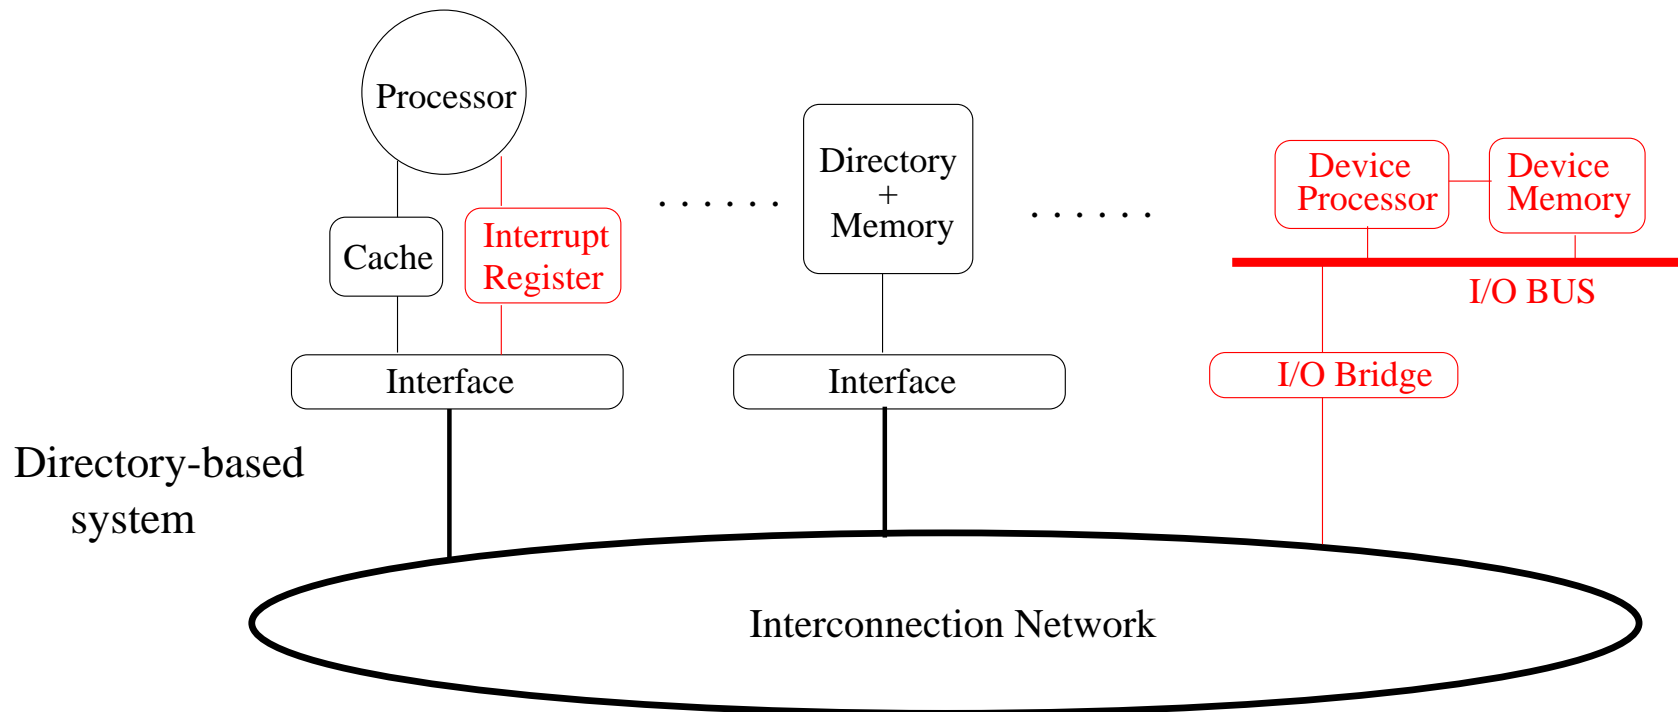 Processor
Cache
Interrupt
Register
Interface
......
Directory
+
Memory
Interface
......
Device
Processor
Device
Memory
I/O BUS
I/O Bridge
Directory-based
system
Interconnection Network